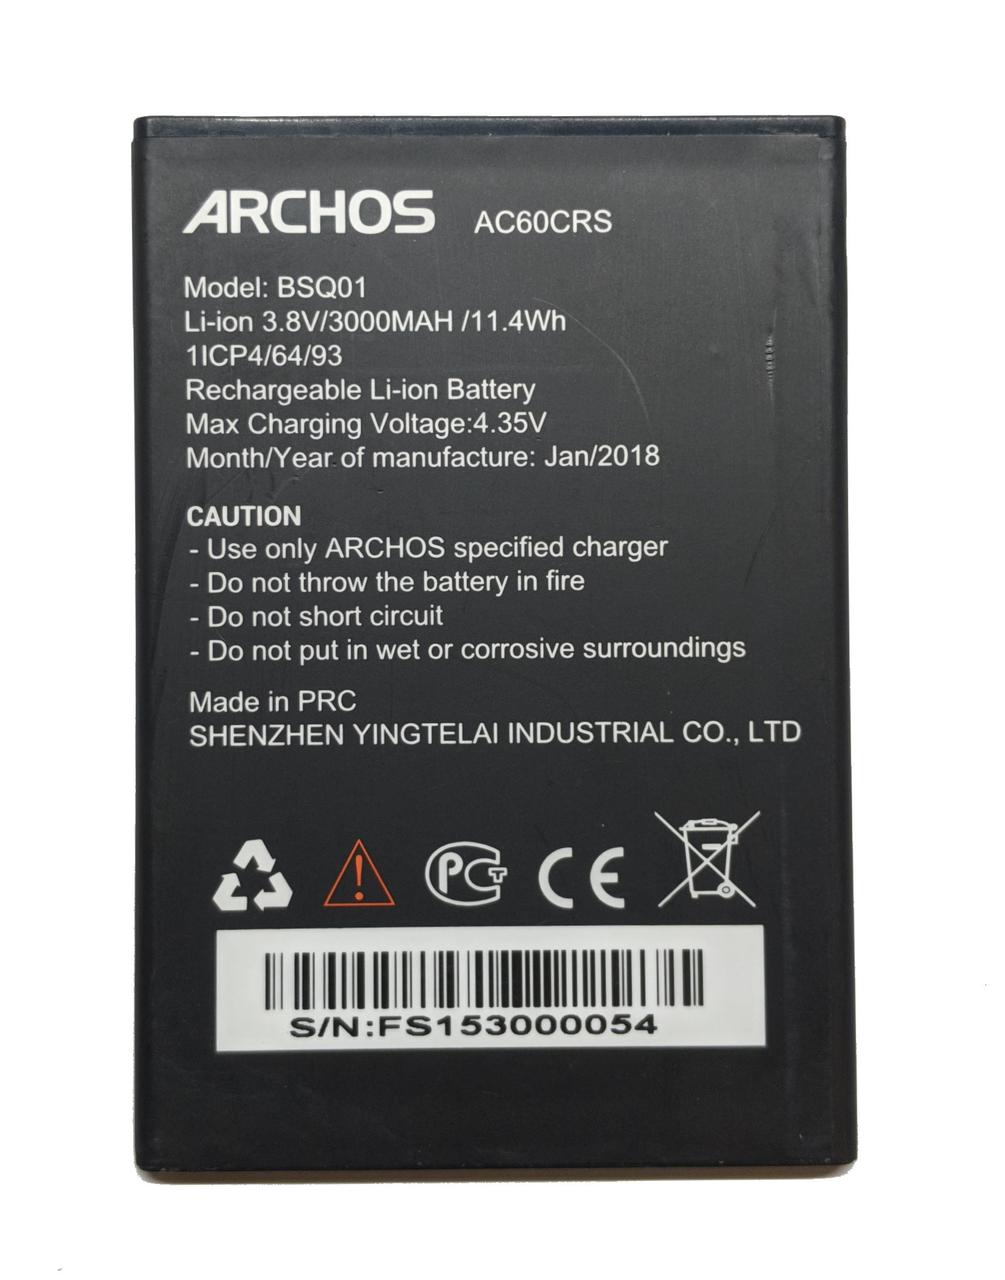 ARCHOS AC60CRS
Model: BSQ01
Li-ion 3.8V/3000MAH /11.4Wh
1ICP4/64/93
Rechargeable Li-ion Battery
Max Charging Voltage:4.35V
Month/Year of manufacture: Jan/2018
CAUTION
- Use only ARCHOS specified charger
- Do not throw the battery in fire
- Do not short circuit
- Do not put in wet or corrosive surroundings
Made in PRC
SHENZHEN YINGTELAI INDUSTRIAL CO., LTD
! РСТ CE
S/N:FS153000054